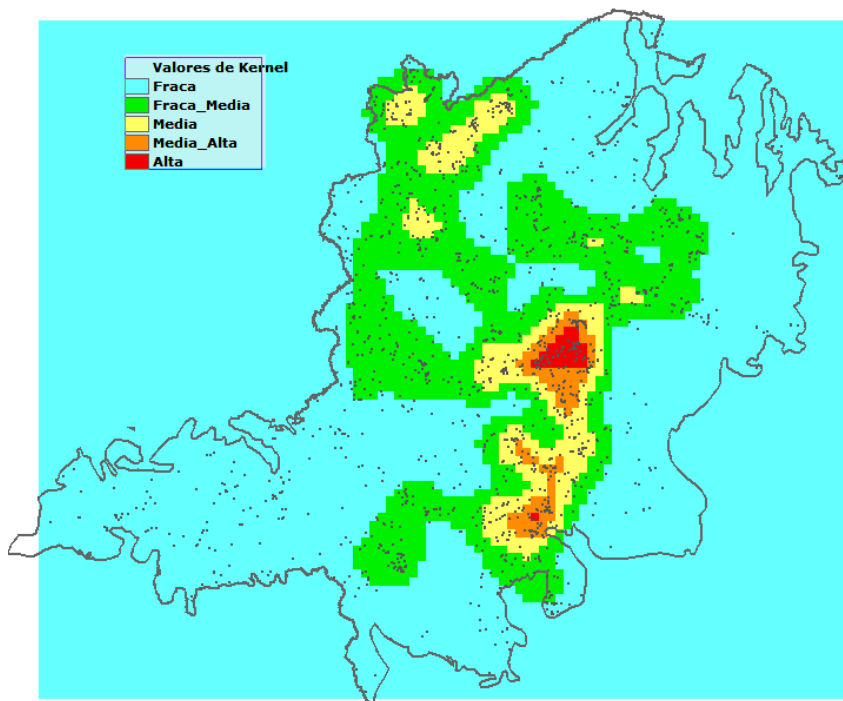 Valores de Kernel
Fraca
Fraca_Media
Media
Media_Alta
Alta